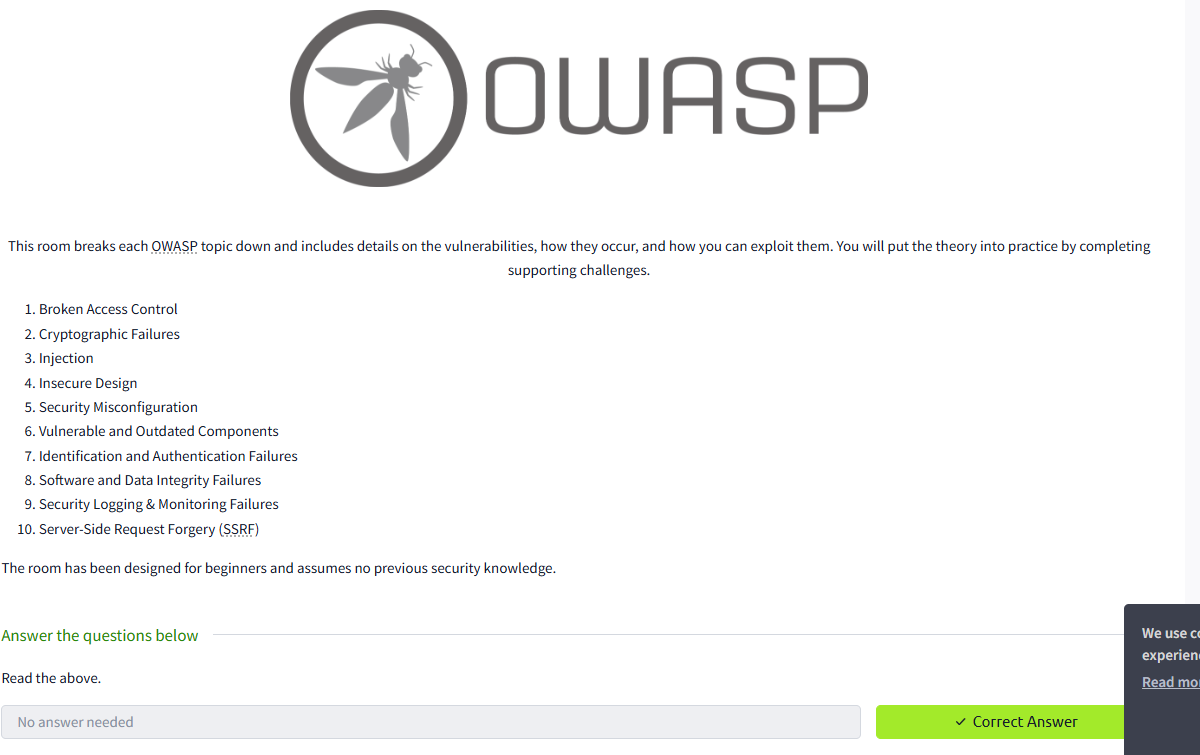 OWASP
This room breaks each OWASP topic down and includes details on the vulnerabilities, how they occur, and how you can exploit them. You will put the theory into practice by completing
supporting challenges.
1. Broken Access Control
2. Cryptographic Failures
3. Injection
4. Insecure Design
5. Security Misconfiguration
6. Vulnerable and Outdated Components
7. Identification and Authentication Failures
8. Software and Data Integrity Failures
9. Security Logging & Monitoring Failures
10. Server-Side Request Forgery (SSRF)
The room has been designed for beginners and assumes no previous security knowledge.
Answer the questions below
We use
Read the above.
Read
No answer needed
✓ Correct Answer